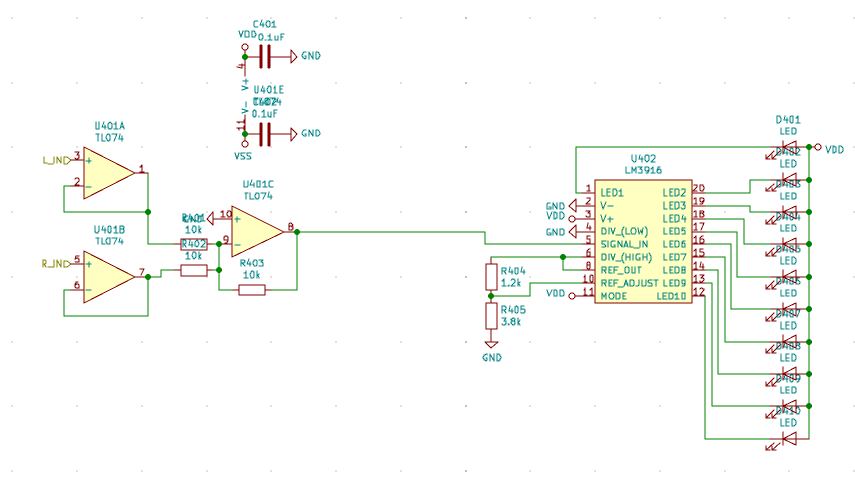 C401
VDD
0.1uF
GND
4
V+
U401E
V-
0.1uF
11
GND
VSS
U401A
TL074
L_IN
3
+
1
2
-
U401B
TL074
R_IN
5
+
7
6
-
R401
10k
R402
10k
U401C
TL074
10
+
8
9
-
R403
10k
U402
LM3916
1
LED1
LED2
20
GND
2
V-
LED3
19
VDD
3
V+
LED4
18
GND
4
DIV_(LOW)
LED5
17
5
SIGNAL_IN
LED6
16
6
DIV_(HIGH)
LED7
15
8
REF_OUT
LED8
14
10
REF_ADJUST
LED9
13
VDD
11
MODE
LED10
12
R404
1.2k
R405
3.8k
GND
D401
LED
VDD
D402
LED
D403
LED
D404
LED
D405
LED
D406
LED
D407
LED
D408
LED
D409
LED
D410
LED